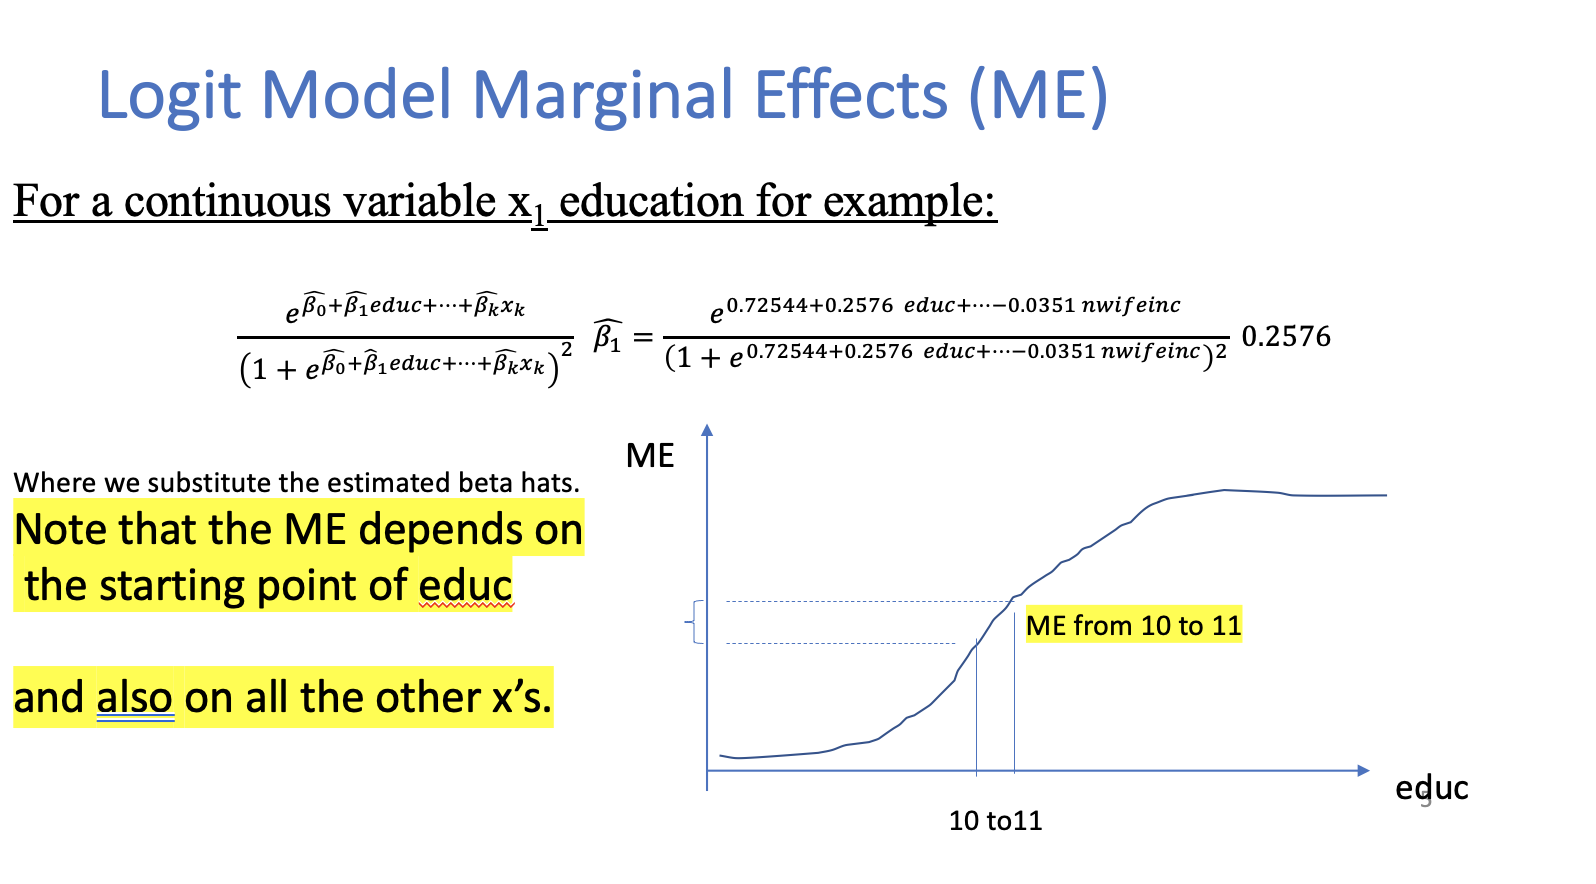 Logit Model Marginal Effects (ME)
For a continuous variable x₁ education for example:
$\frac{e^{\widehat{\beta_0}+\widehat{\beta_1}educ+\cdots+\widehat{\beta_k}x_k}}{\left(1+e^{\widehat{\beta_0}+\widehat{\beta}_1educ+\cdots+\widehat{\beta_k}x_k}\right)^2}\ \widehat{\beta_1}=\frac{e^{0.72544+0.2576\ educ+\cdots-0.0351\ nwifeinc}}{(1+e^{0.72544+0.2576\ educ+\cdots-0.0351\ nwifeinc})^2}\ 0.2576$
Where we substitute the estimated beta hats.
Note that the ME depends on
the starting point of educ
and also on all the other x’s.
ME
ME from 10 to 11
educ
5
10 to11